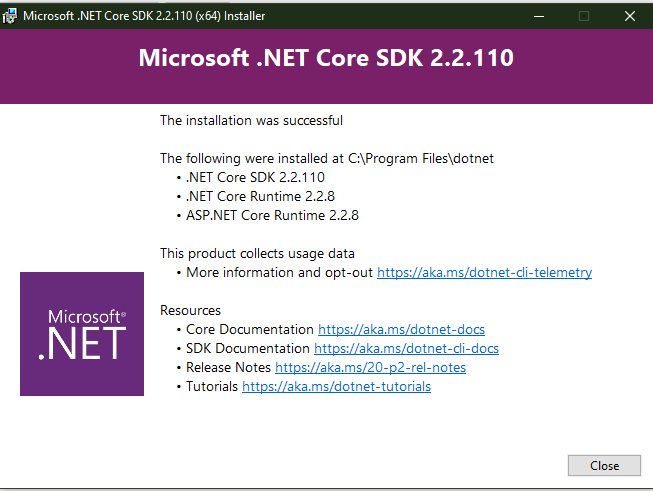 Microsoft .NET Core SDK 2.2.110 (x64) Installer
Microsoft .NET Core SDK 2.2.110
The installation was successful
The following were installed at C:\Program Files\dotnet
• .NET Core SDK 2.2.110
• .NET Core Runtime 2.2.8
• ASP.NET Core Runtime 2.2.8
This product collects usage data
• More information and opt-out https://aka.ms/dotnet-cli-telemetry
Resources
• Core Documentation https://aka.ms/dotnet-docs
• SDK Documentation https://aka.ms/dotnet-cli-docs
• Release Notes https://aka.ms/20-p2-rel-notes
• Tutorials https://aka.ms/dotnet-tutorials
Microsoft®
.NET
Close